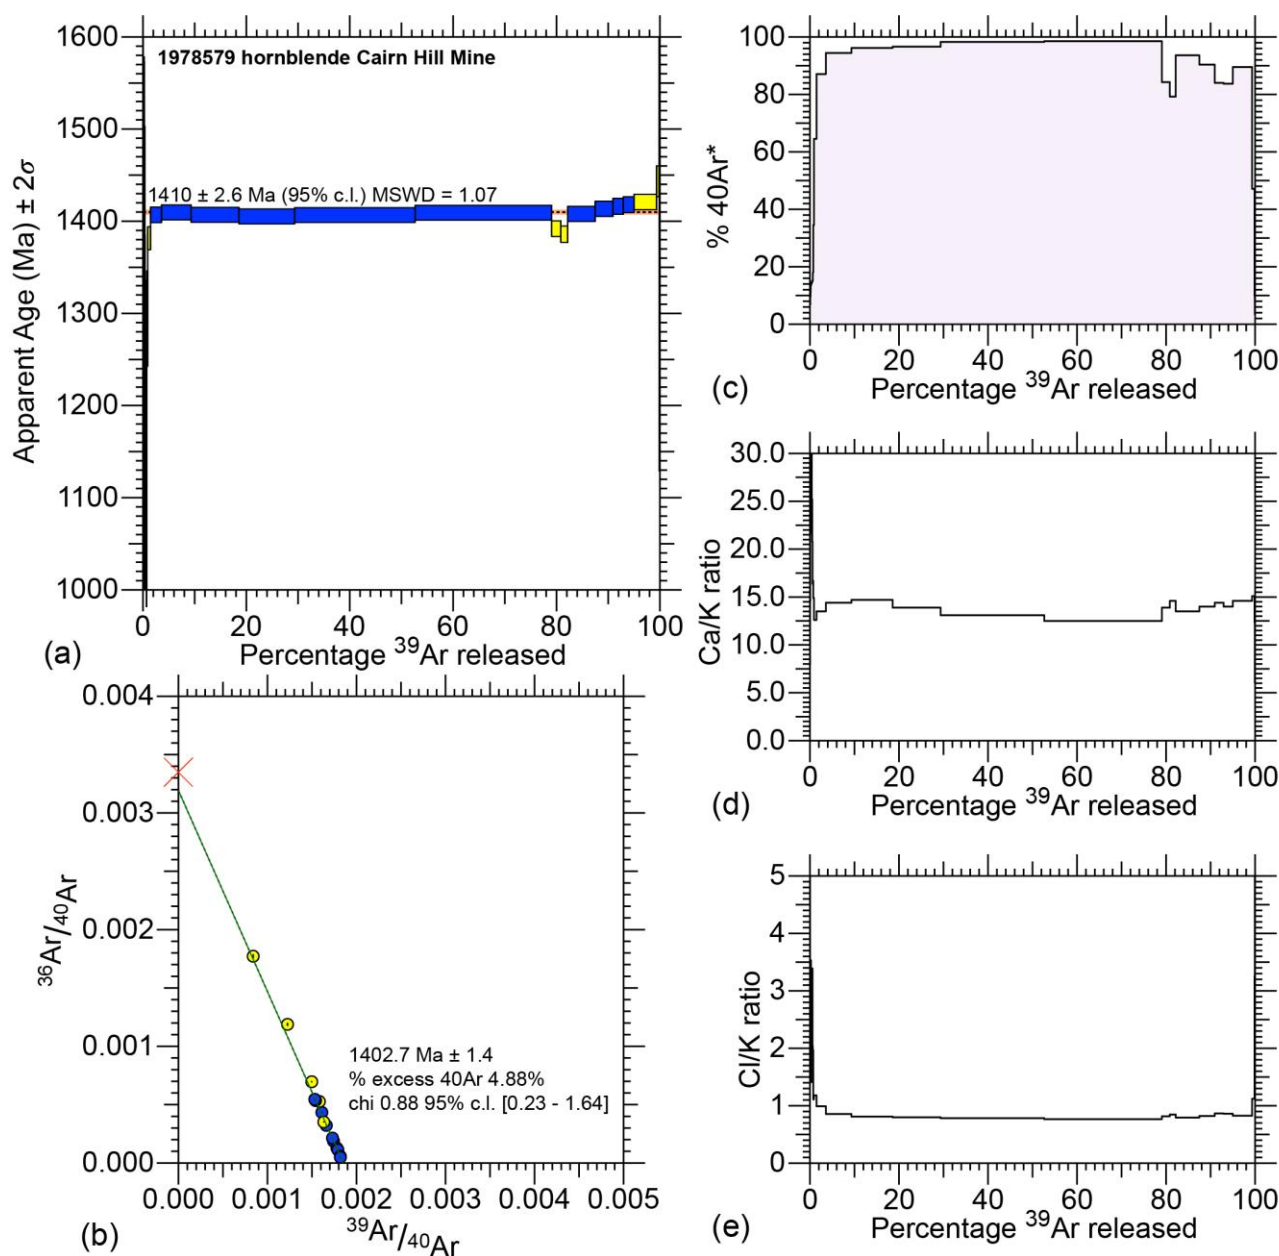 1978579 hornblende Cairn Hill Mine
1410 ± 2.6 Ma (95% c.l.) MSWD = 1.07
Apparent Age (Ma) ± 2σ
1600
1500
1400
1300
1200
1100
1000
0 20 40 60 80 100
Percentage ³⁹Ar released
(a)
0.004
0.003
0.002
0.001
0.000
³⁶Ar/⁴⁰Ar
1402.7 Ma ± 1.4
% excess 40Ar 4.88%
chi 0.88 95% c.l. [0.23 - 1.64]
0.000 0.001 0.002 0.003 0.004 0.005
³⁹Ar/⁴⁰Ar
(b)
100
80
60
40
20
0
% 40Ar*
0 20 40 60 80 100
Percentage ³⁹Ar released
(c)
30.0
25.0
20.0
15.0
10.0
5.0
0.0
Ca/K ratio
0 20 40 60 80 100
Percentage ³⁹Ar released
(d)
5
4
3
2
1
0
Cl/K ratio
0 20 40 60 80 100
Percentage ³⁹Ar released
(e)